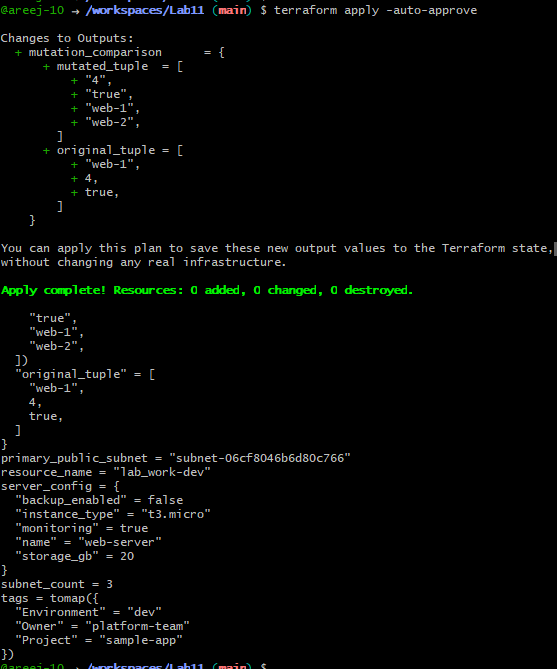 @areej-10 → /workspaces/Lab11 (main) $ terraform apply -auto-approve
Changes to Outputs:
  + mutation_comparison      = {
      + mutated_tuple  = [
          + "4",
          + "true",
          + "web-1",
          + "web-2",
        ]
      + original_tuple = [
          + "web-1",
          + 4,
          + true,
        ]
    }
You can apply this plan to save these new output values to the Terraform state,
without changing any real infrastructure.
Apply complete! Resources: 0 added, 0 changed, 0 destroyed.
    "true",
    "web-1",
    "web-2",
  ])
  "original_tuple" = [
    "web-1",
    4,
    true,
  ]
}
primary_public_subnet = "subnet-06cf8046b6d80c766"
resource_name = "lab_work-dev"
server_config = {
  "backup_enabled" = false
  "instance_type" = "t3.micro"
  "monitoring" = true
  "name" = "web-server"
  "storage_gb" = 20
}
subnet_count = 3
tags = tomap({
  "Environment" = "dev"
  "Owner" = "platform-team"
  "Project" = "sample-app"
})
@areej-10 → /workspaces/Lab11 (main) $